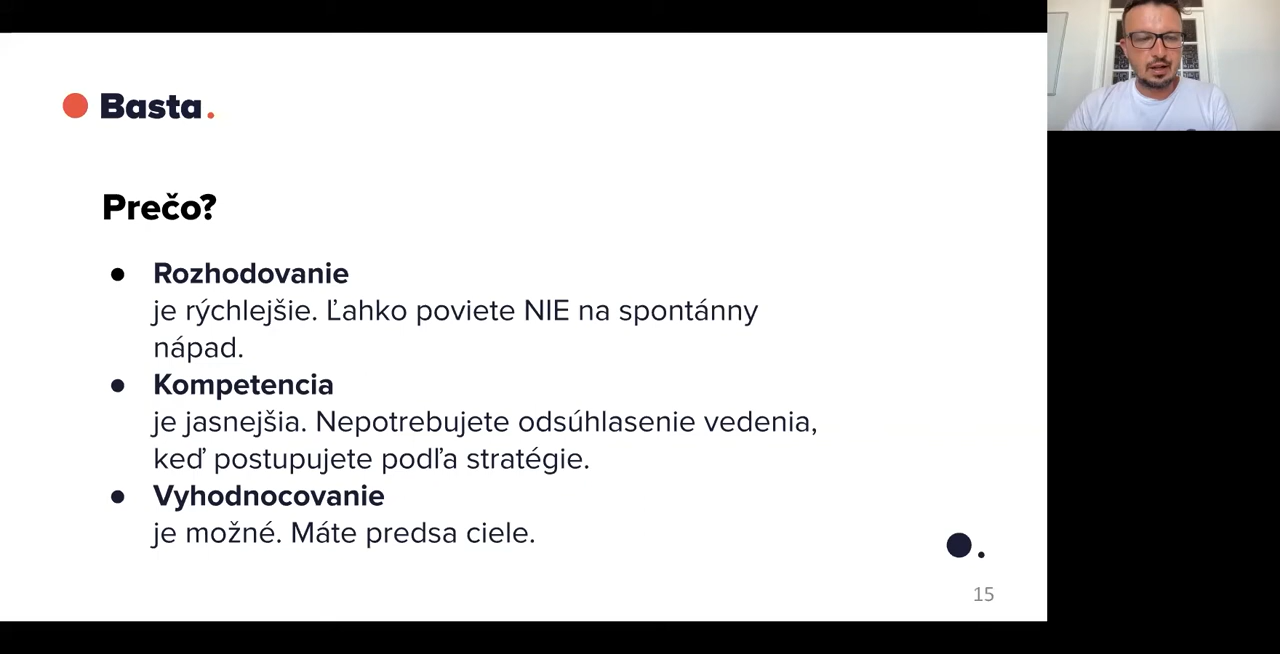 Basta.
Prečo?
● Rozhodovanie
je rýchlejšie. Ľahko poviete NIE na spontánny
nápad.
● Kompetencia
je jasnejšia. Nepotrebujete odsúhlasenie vedenia,
keď postupujete podľa stratégie.
● Vyhodnocovanie
je možné. Máte predsa ciele.
15